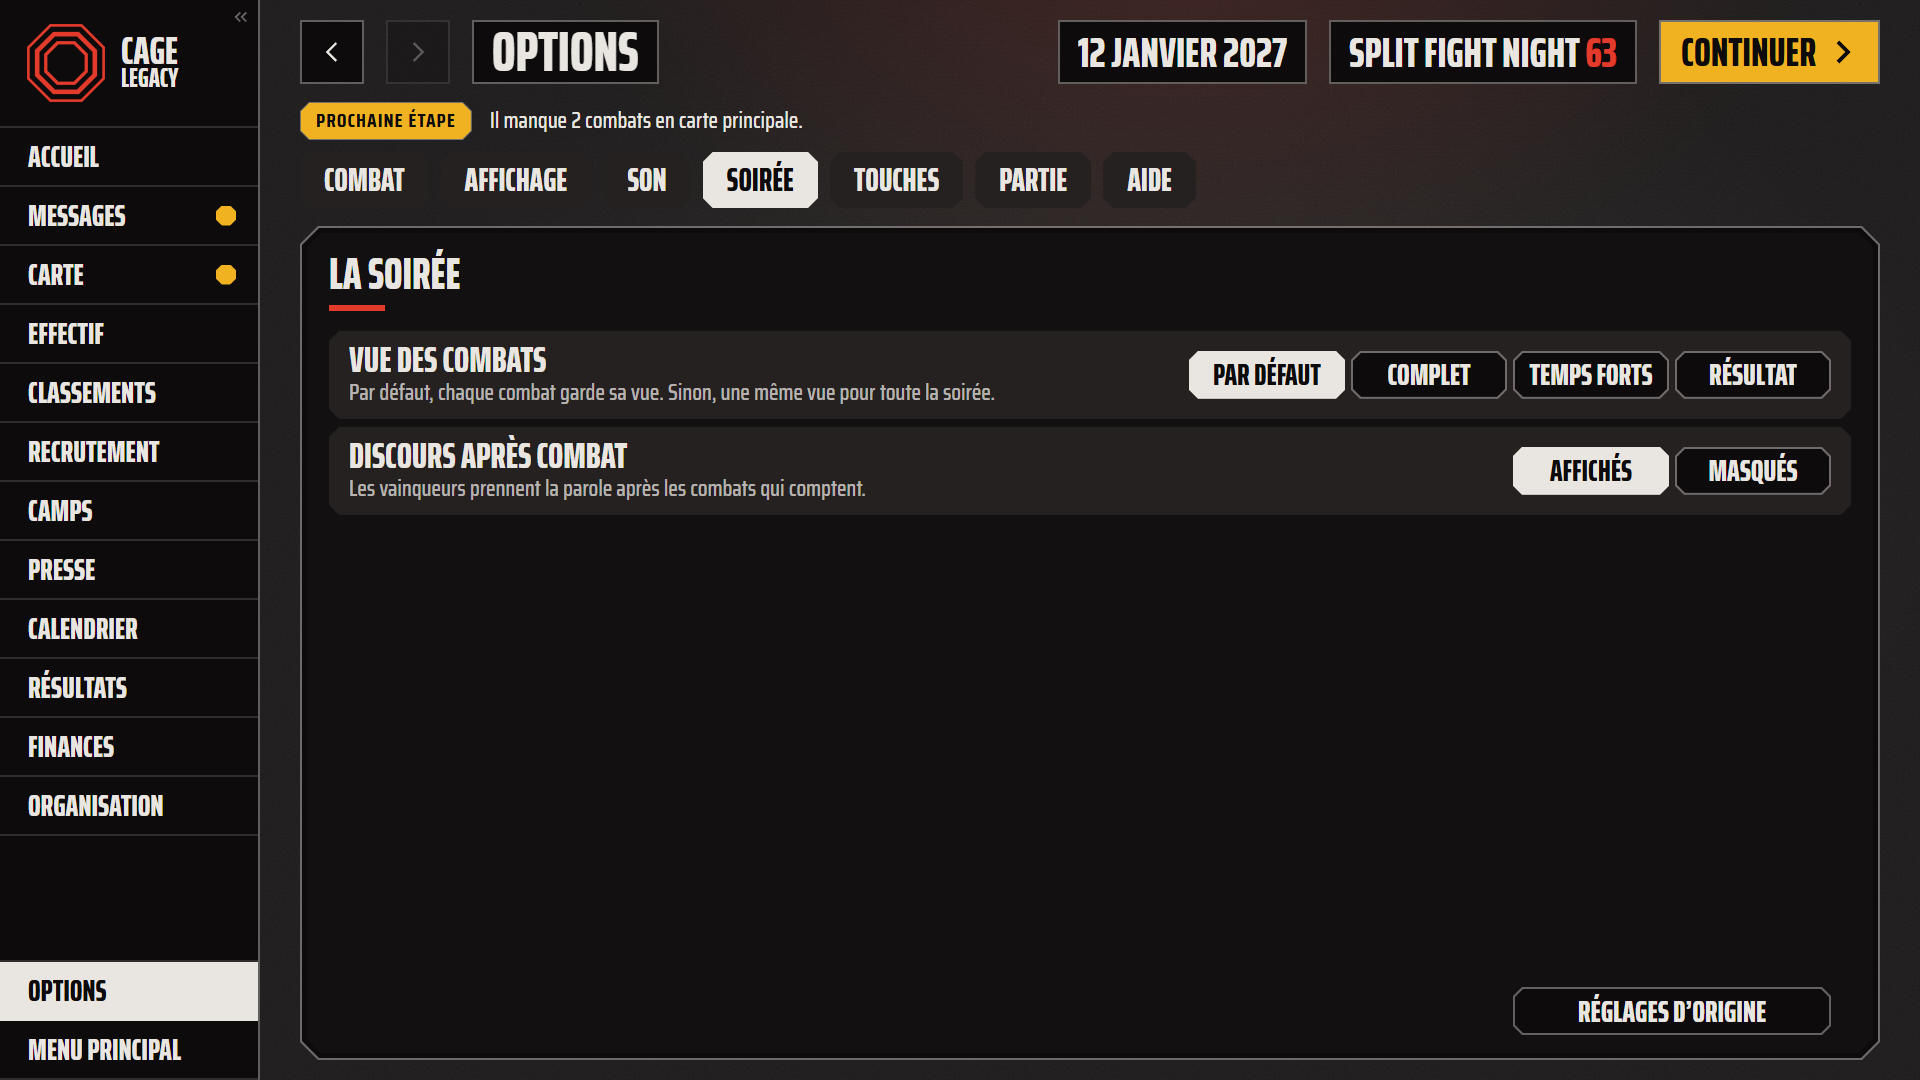 CAGE
LEGACY
ACCUEIL
MESSAGES
CARTE
EFFECTIF
CLASSEMENTS
RECRUTEMENT
CAMPS
PRESSE
CALENDRIER
RÉSULTATS
FINANCES
ORGANISATION
OPTIONS
MENU PRINCIPAL
OPTIONS
12 JANVIER 2027
SPLIT FIGHT NIGHT 63
CONTINUER
PROCHAINE ÉTAPE
Il manque 2 combats en carte principale.
COMBAT
AFFICHAGE
SON
SOIRÉE
TOUCHES
PARTIE
AIDE
LA SOIRÉE
VUE DES COMBATS
Par défaut, chaque combat garde sa vue. Sinon, une même vue pour toute la soirée.
PAR DÉFAUT
COMPLET
TEMPS FORTS
RÉSULTAT
DISCOURS APRÈS COMBAT
Les vainqueurs prennent la parole après les combats qui comptent.
AFFICHÉS
MASQUÉS
RÉGLAGES D’ORIGINE